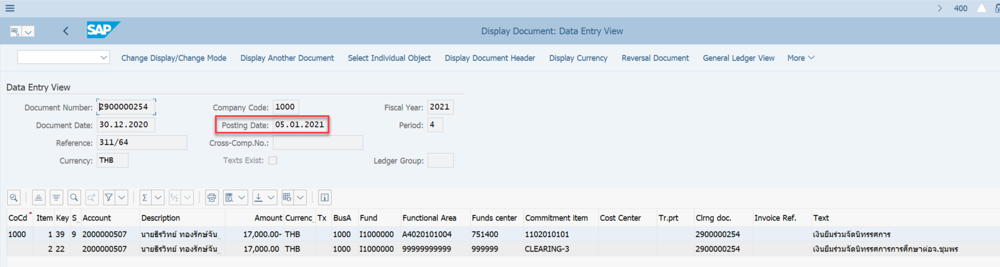 400
SAP
Display Document: Data Entry View
Change Display/Change Mode Display Another Document Select Individual Object Display Document Header Display Currency Reversal Document General Ledger View More
Data Entry View
Document Number: 2900000254 Company Code: 1000 Fiscal Year: 2021
Document Date: 30.12.2020 Posting Date: 05.01.2021 Period: 4
Reference: 311/64 Cross-Comp.No.:
Currency: THB Texts Exist: Ledger Group:
CoCd Item Key S.. Account Description Amount Currenc.. Tx BusA Fund Functional Area Funds center Commitment item Cost Center Tr.prt Clrng doc. Invoice Ref. Text
1000 1 39 9 2000000507 นายธีรวิทย์ ทองรักษ์จัน... 17,000.00- THB 1000 I1000000 A4020101004 751400 1102010101 2900000254 เงินยืมร่วมจัดนิทรรศการ
2 22 2000000507 นายธีรวิทย์ ทองรักษ์จัน... 17,000.00 THB 1000 I1000000 99999999999 999999 CLEARING-3 2900000254 เงินยืมร่วมจัดนิทรรศการการศึกษาต่อจ.ชุมพร